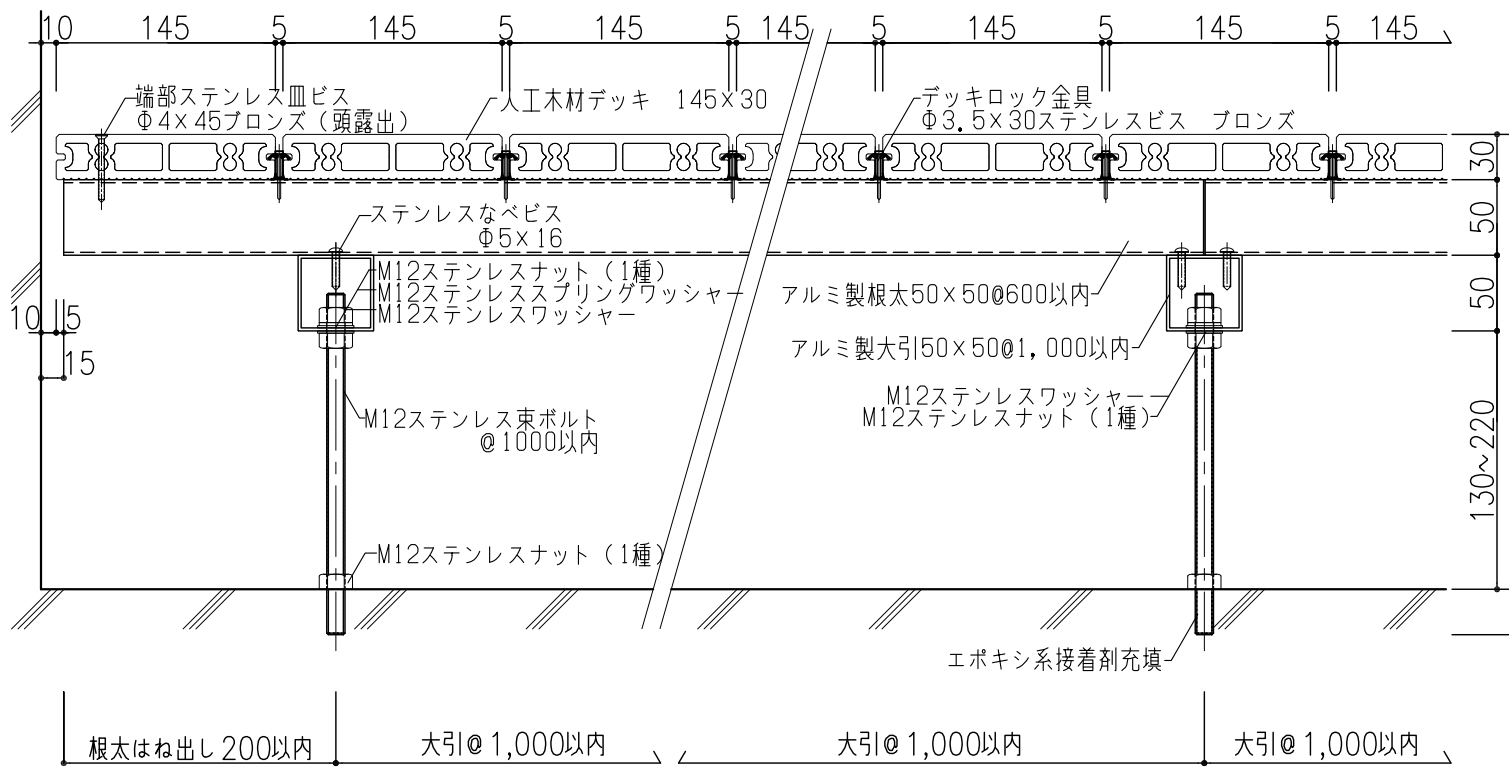 10 145 5 145 5 145 5 145 5 145 5 145 5 145
端部ステンレス皿ビス
Φ4×45ブロンズ（頭露出）
人工木材デッキ 145×30
デッキロック金具
Φ3.5×30ステンレスビス ブロンズ
30
50
50
130~220
ステンレスなべビス
Φ5×16
M12ステンレスナット（1種）
M12ステンレススプリングワッシャー
M12ステンレスワッシャー
アルミ製根太50×50@600以内
アルミ製大引50×50@1,000以内
10 5
15
M12ステンレス束ボルト
@1000以内
M12ステンレスワッシャー
M12ステンレスナット（1種）
M12ステンレスナット（1種）
エポキシ系接着剤充填
根太はね出し200以内 大引@1,000以内 大引@1,000以内 大引@1,000以内